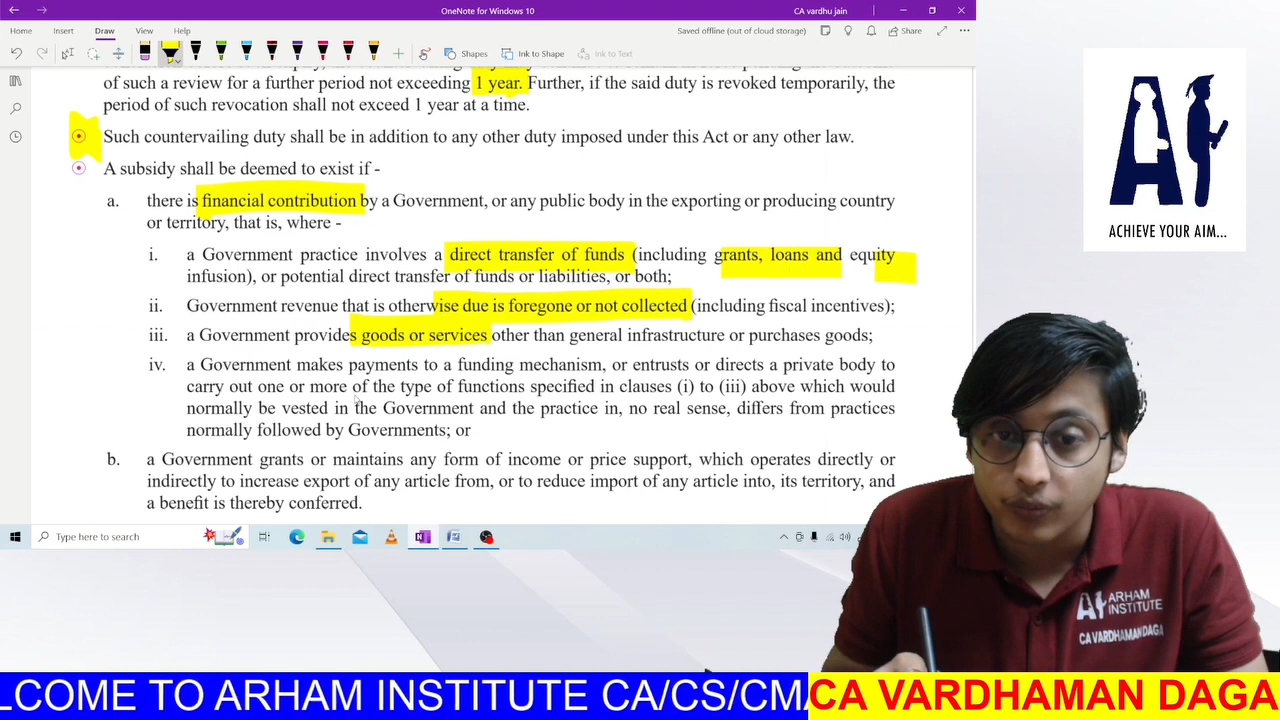 OneNote for Windows 10
CA vardhu jain
Home Insert Draw View Help
Saved offline (out of cloud storage)
Share
Shapes
Ink to Shape
Ink to Text
of such a review for a further period not exceeding 1 year. Further, if the said duty is revoked temporarily, the
period of such revocation shall not exceed 1 year at a time.
Such countervailing duty shall be in addition to any other duty imposed under this Act or any other law.
A subsidy shall be deemed to exist if -
a. there is financial contribution by a Government, or any public body in the exporting or producing country
or territory, that is, where -
i. a Government practice involves a direct transfer of funds (including grants, loans and equity
infusion), or potential direct transfer of funds or liabilities, or both;
ii. Government revenue that is otherwise due is foregone or not collected (including fiscal incentives);
iii. a Government provides goods or services other than general infrastructure or purchases goods;
iv. a Government makes payments to a funding mechanism, or entrusts or directs a private body to
carry out one or more of the type of functions specified in clauses (i) to (iii) above which would
normally be vested in the Government and the practice in, no real sense, differs from practices
normally followed by Governments; or
b. a Government grants or maintains any form of income or price support, which operates directly or
indirectly to increase export of any article from, or to reduce import of any article into, its territory, and
a benefit is thereby conferred.
Type here to search
ACHIEVE YOUR AIM...
ARHAM
INSTITUTE
CA VARDHAMAN DAGA
LCOME TO ARHAM INSTITUTE CA/CS/CMA
CA VARDHAMAN DAGA